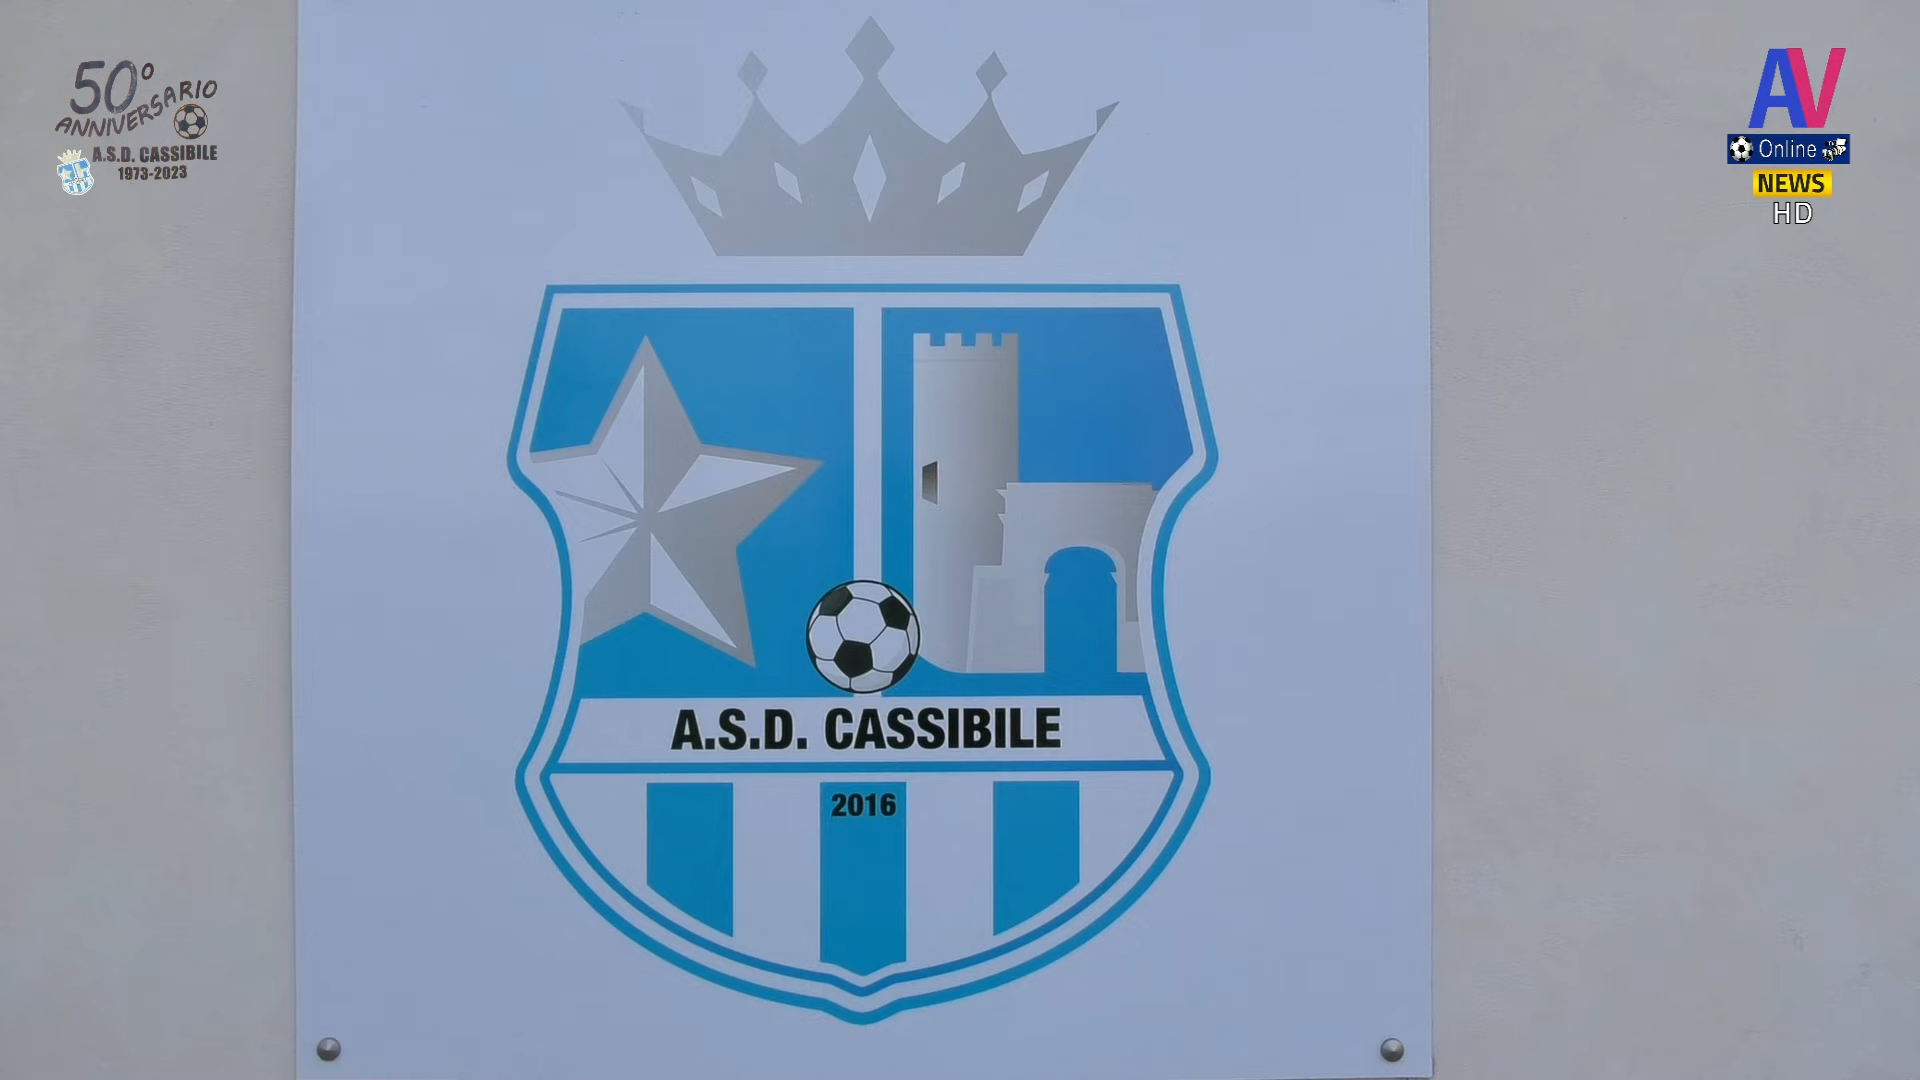 50°
ANNIVERSARIO
A.S.D. CASSIBILE
1973-2023
AV
Online
NEWS
HD
A.S.D. CASSIBILE
2016